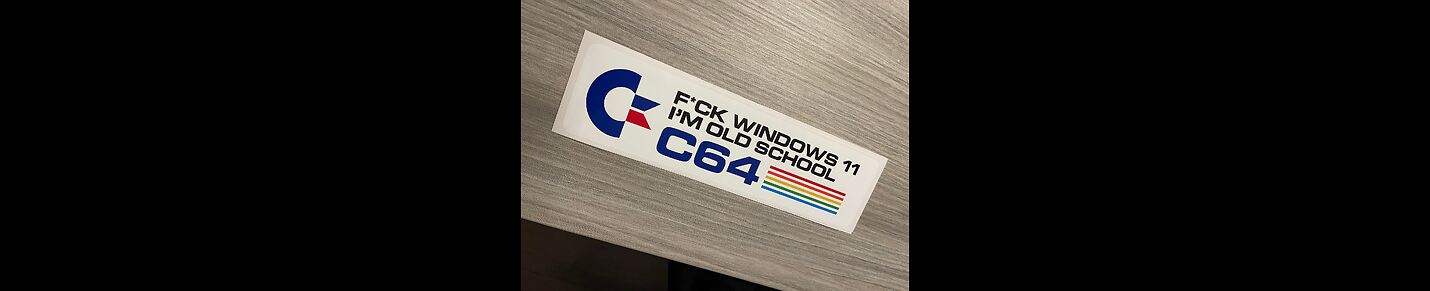 F*CK WINDOWS 11
I'M OLD SCHOOL
C64